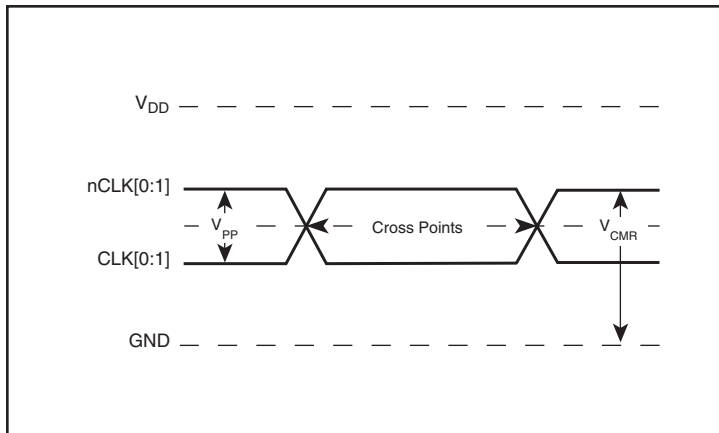 VDD
nCLK[0:1]
VPP
Cross Points
VCMR
CLK[0:1]
GND